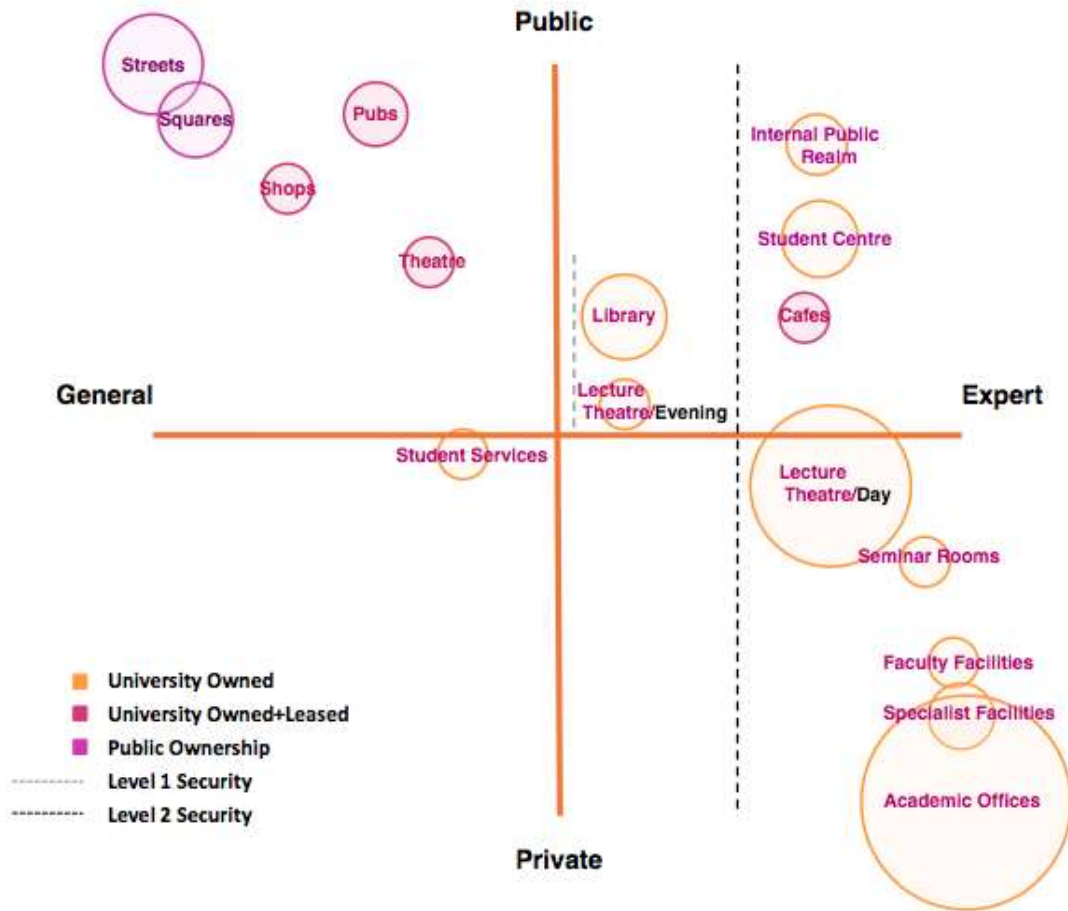 Public
Streets
Squares
Pubs
Shops
Theatre
Internal Public
Realm
Student Centre
Library
Cafes
General
Expert
Lecture
Theatre/Evening
Student Services
Lecture
Theatre/Day
Seminar Rooms
Faculty Facilities
Specialist Facilities
Academic Offices
University Owned
University Owned+Leased
Public Ownership
Level 1 Security
Level 2 Security
Private